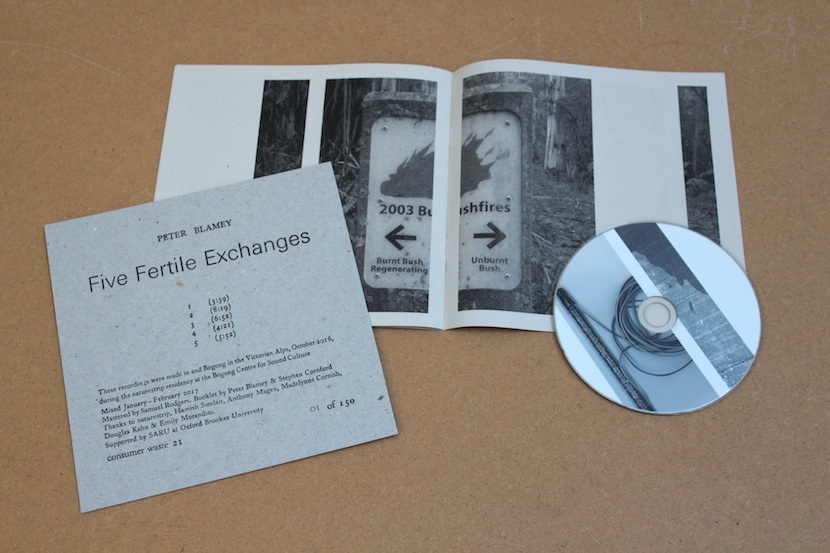 PETER BLAMEY
Five Fertile Exchanges
1 (3:39)
2 (8:19)
3 (6:52)
4 (4:21)
5 (5:52)
These recordings were made in and Bogong in the Victorian Alps, October 2016,
during the naturestrip residency at the Bogong Centre for Sound Culture
Mixed January - February 2017
Mastered by Samuel Rodgers. Booklet by Peter Blamey & Stephen Cornford
Thanks to naturestrip, Hamish Sinclair, Anthony Magen, Madelynne Cornish,
Douglas Kahn & Emily Morandini.
Supported by SARU at Oxford Brookes University
consumer waste 21
01 of 150
2003 Bu ushfires
Burnt Bush
Regenerating
Unburnt
Bush